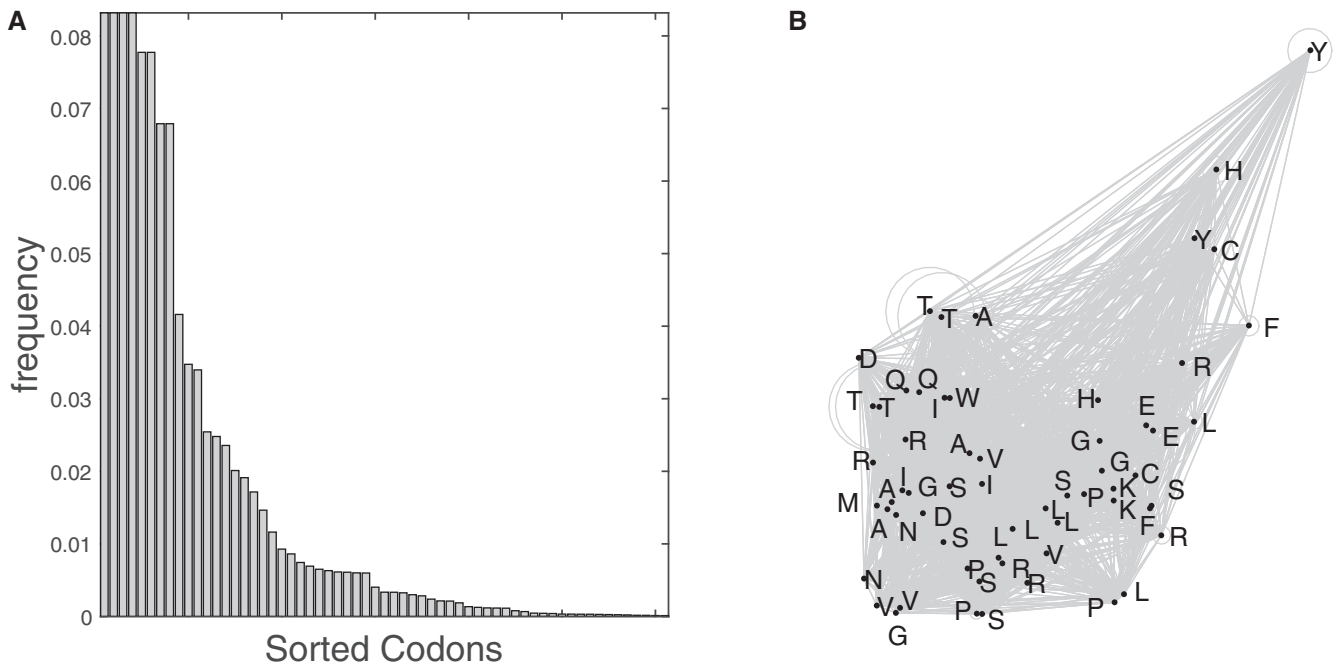 A
B
0.08
0.07
0.06
0.05
0.04
0.03
0.02
0.01
0
frequency
Sorted Codons
Y
H
Y C
T T A
F
D
R
Q Q
T T I W H E
L
E
R A V G
R G C
A I G S I S P K S
M
A N D L L K F
S L L R
V
N P S R R
L
V V P S P
G